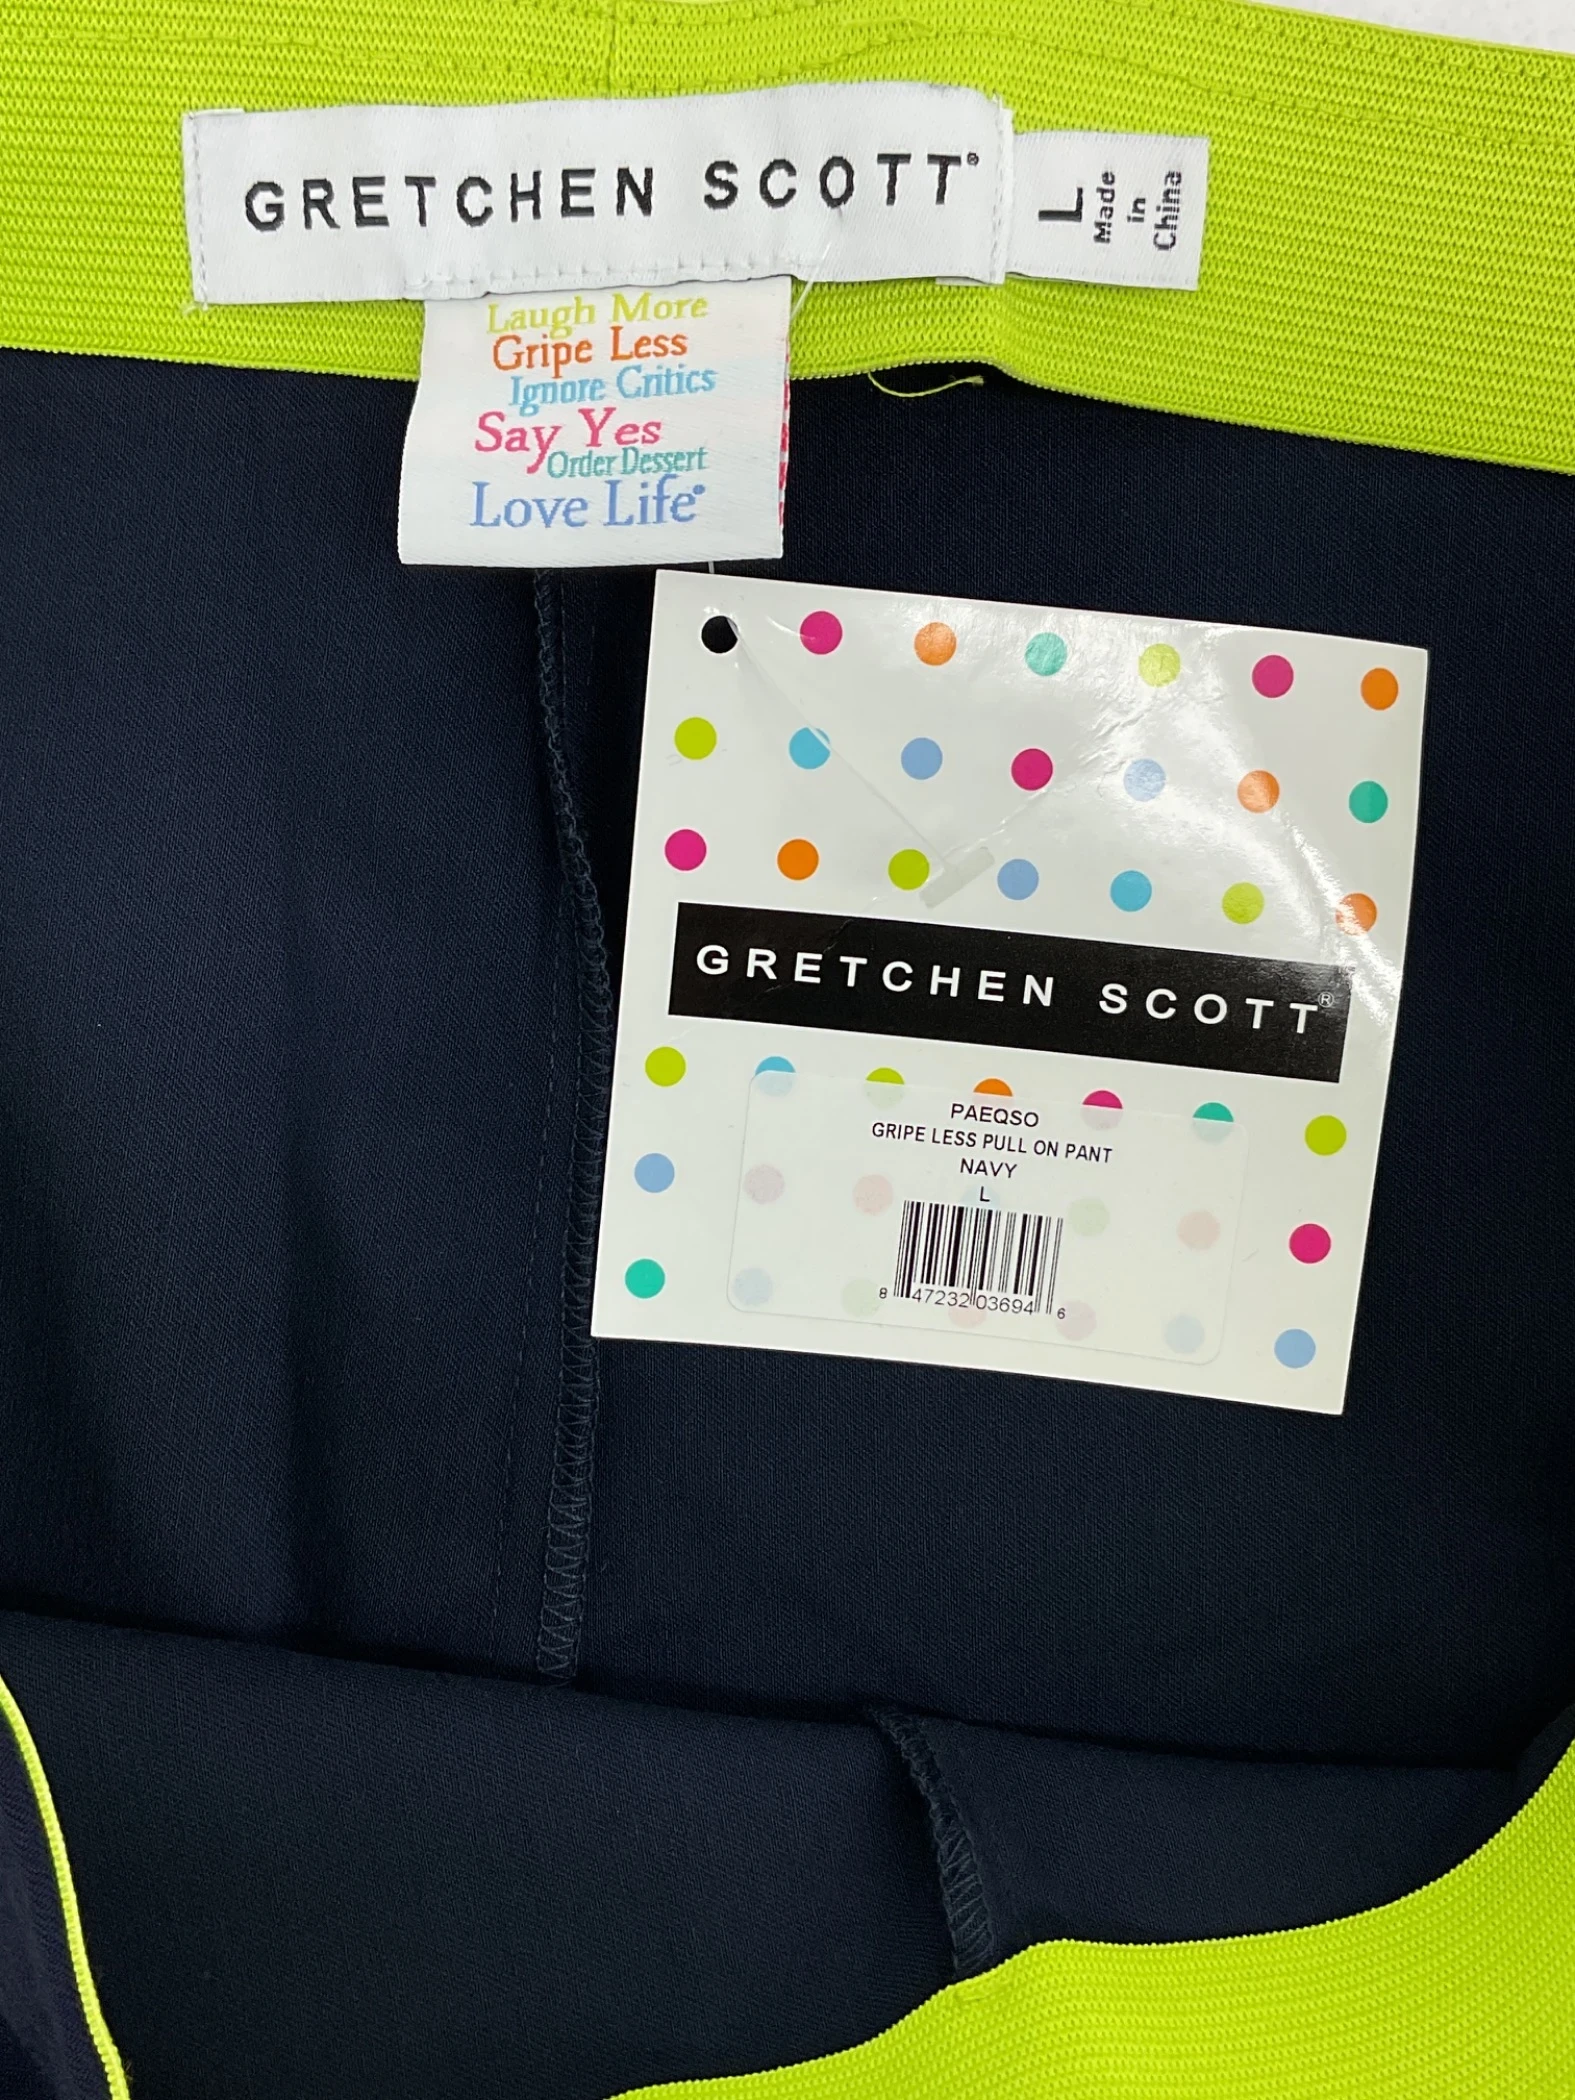 GRETCHEN SCOTT®
L
Made
in
China
Laugh More
Gripe Less
Ignore Critics
Say Yes
Order Dessert
Love Life®
GRETCHEN SCOTT®
PAEQSO
GRIPE LESS PULL ON PANT
NAVY
L
8 47232 03694 6